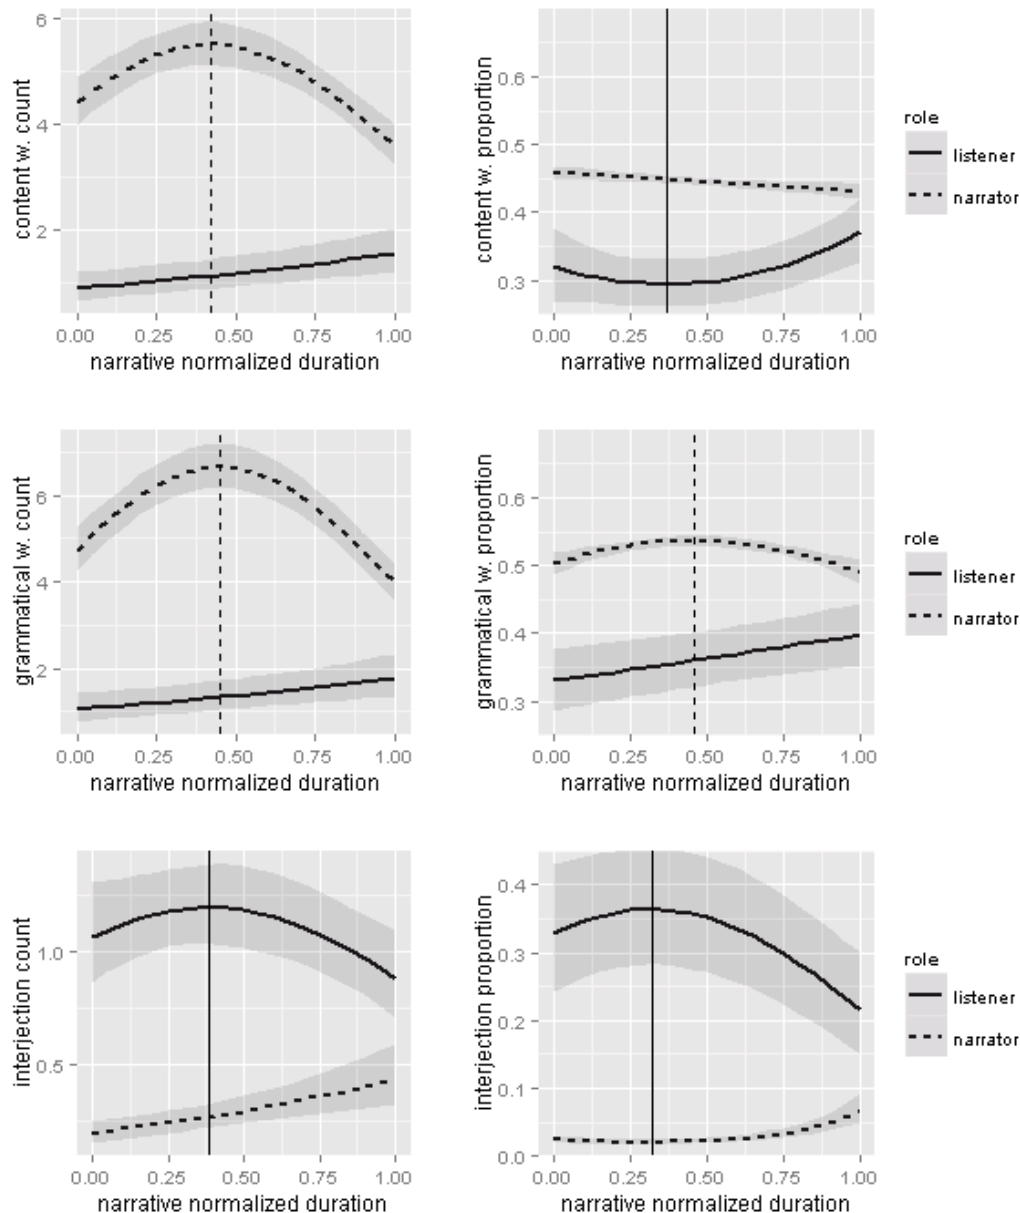 content w. count
6
4
2
0.00 0.25 0.50 0.75 1.00
narrative normalized duration
content w. proportion
0.6
0.5
0.4
0.3
0.00 0.25 0.50 0.75 1.00
narrative normalized duration
role
listener
narrator
grammatical w. count
6
4
2
0.00 0.25 0.50 0.75 1.00
narrative normalized duration
grammatical w. proportion
0.6
0.5
0.4
0.3
0.00 0.25 0.50 0.75 1.00
narrative normalized duration
role
listener
narrator
interjection count
1.0
0.5
0.00 0.25 0.50 0.75 1.00
narrative normalized duration
interjection proportion
0.4
0.3
0.2
0.1
0.0
0.00 0.25 0.50 0.75 1.00
narrative normalized duration
role
listener
narrator